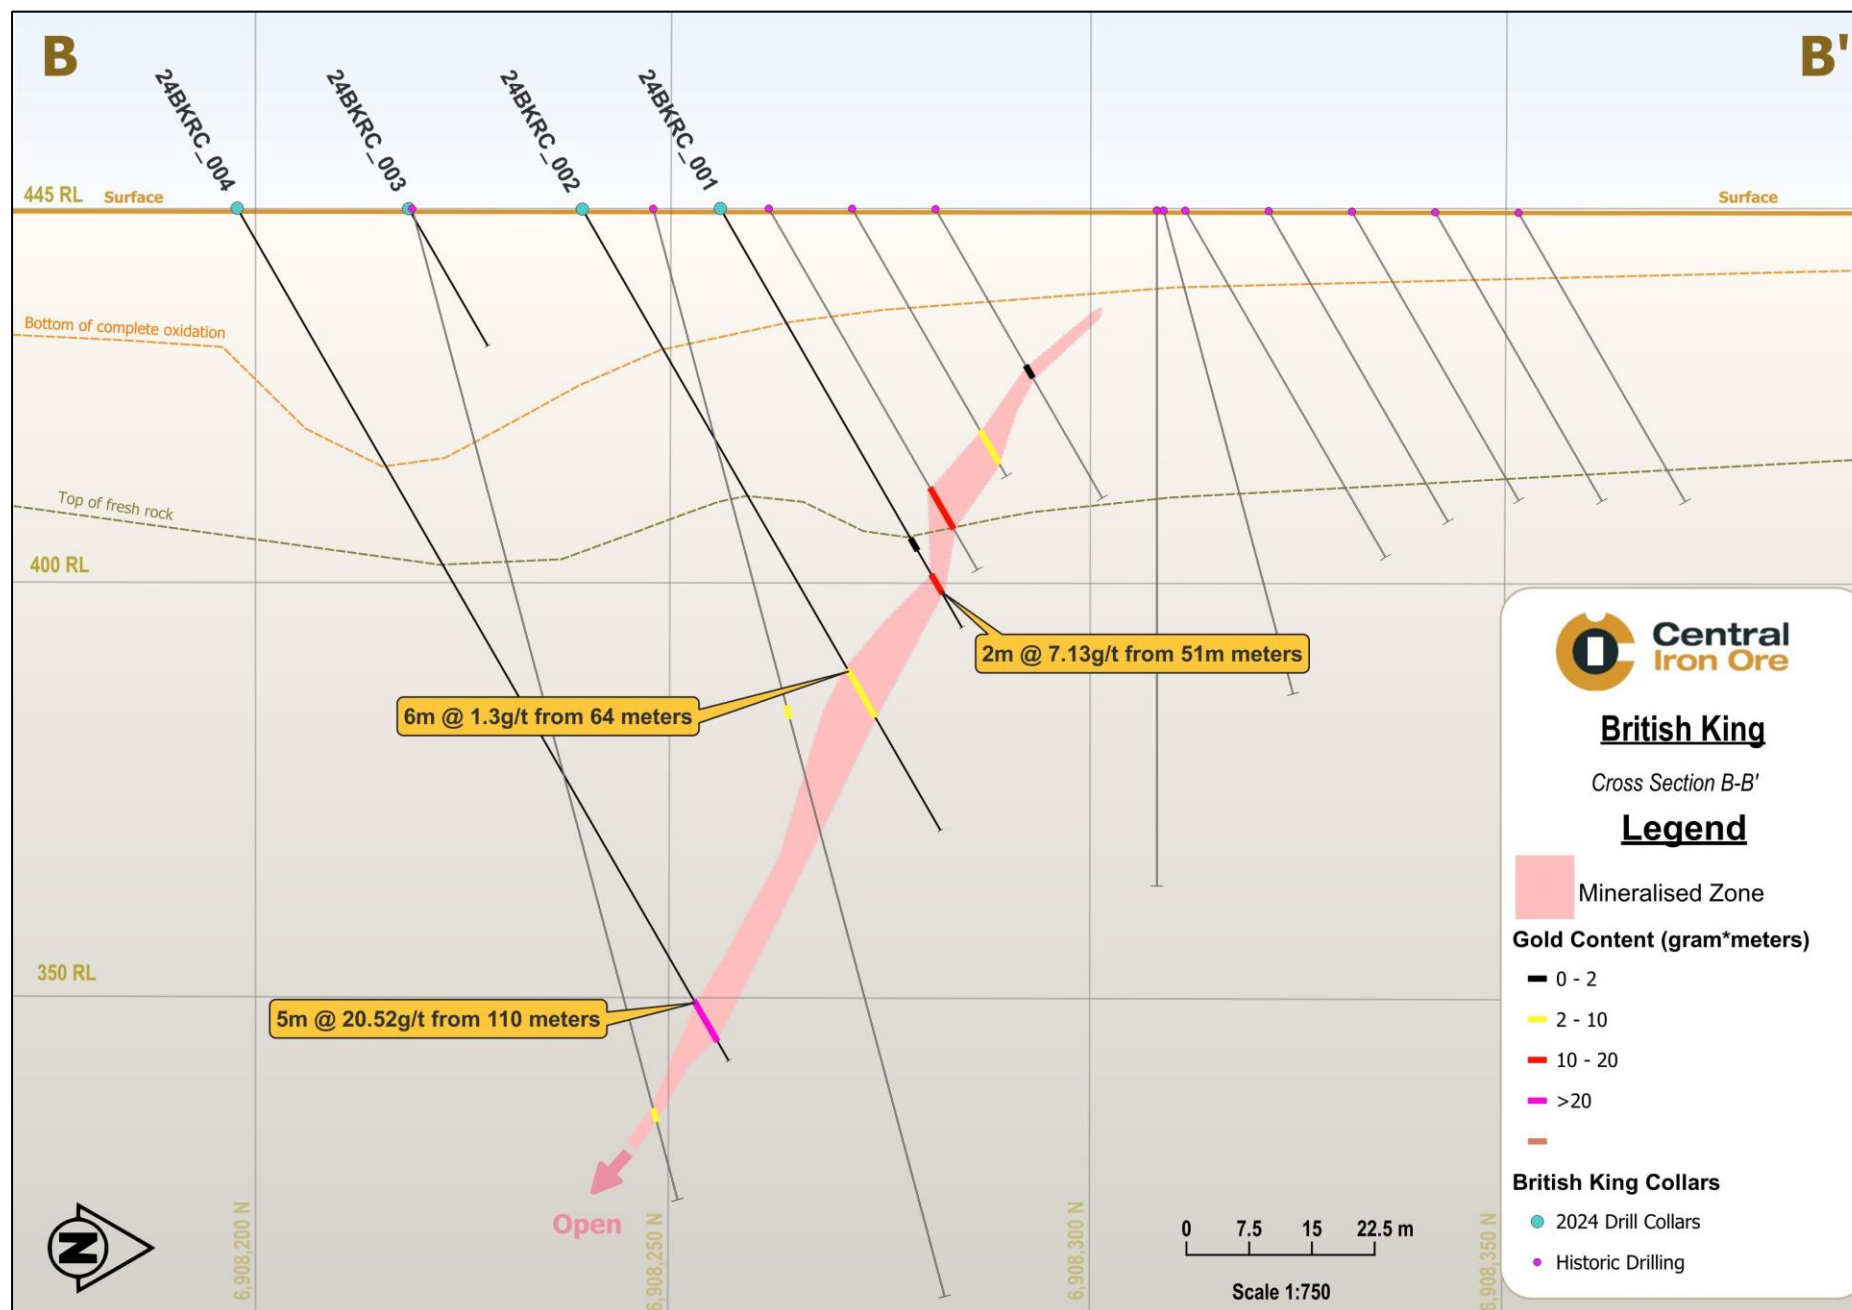 B
B'
24BKRC_004
24BKRC_003
24BKRC_002
24BKRC_001
445 RL
Surface
Surface
Bottom of complete oxidation
Top of fresh rock
400 RL
2m @ 7.13g/t from 51m meters
6m @ 1.3g/t from 64 meters
350 RL
5m @ 20.52g/t from 110 meters
Open
N
6,908,200 N
6,908,250 N
6,908,300 N
6,908,350 N
0 7.5 15 22.5 m
Scale 1:750
Central
Iron Ore
British King
Cross Section B-B'
Legend
Mineralised Zone
Gold Content (gram*meters)
0 - 2
2 - 10
10 - 20
>20
British King Collars
2024 Drill Collars
Historic Drilling